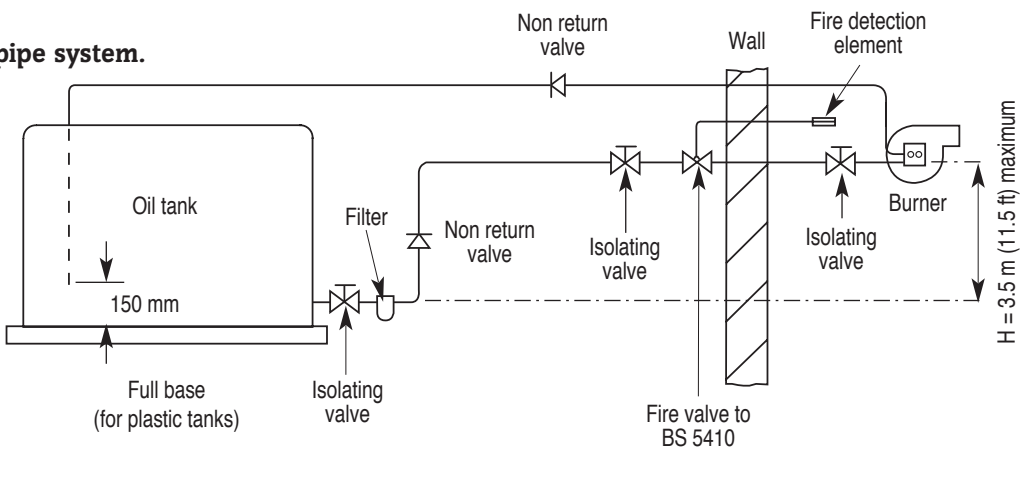 pipe system.
Non return
valve
Wall
Fire detection
element
Oil tank
150 mm
Filter
Non return
valve
Isolating
valve
Isolating
valve
Burner
H = 3.5 m (11.5 ft) maximum
Full base
(for plastic tanks)
Isolating
valve
Fire valve to
BS 5410